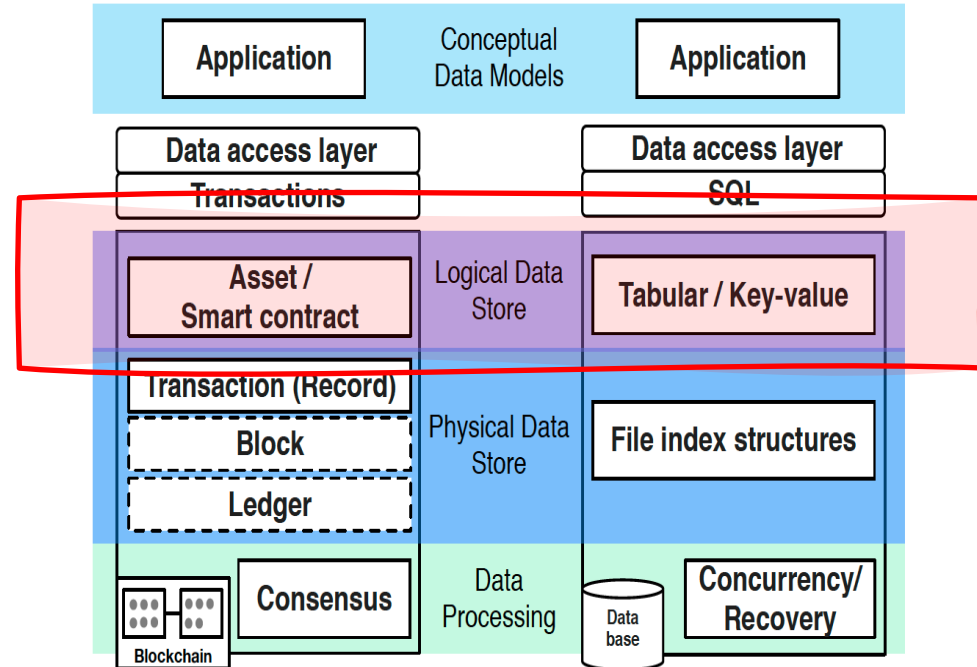 Application
Conceptual
Data Models
Application
Data access layer
Data access layer
Transactions
SQL
Asset /
Smart contract
Logical Data
Store
Tabular / Key-value
Transaction (Record)
Block
Ledger
Physical Data
Store
File index structures
Consensus
Data
Processing
Concurrency/
Recovery
Blockchain
Data
base